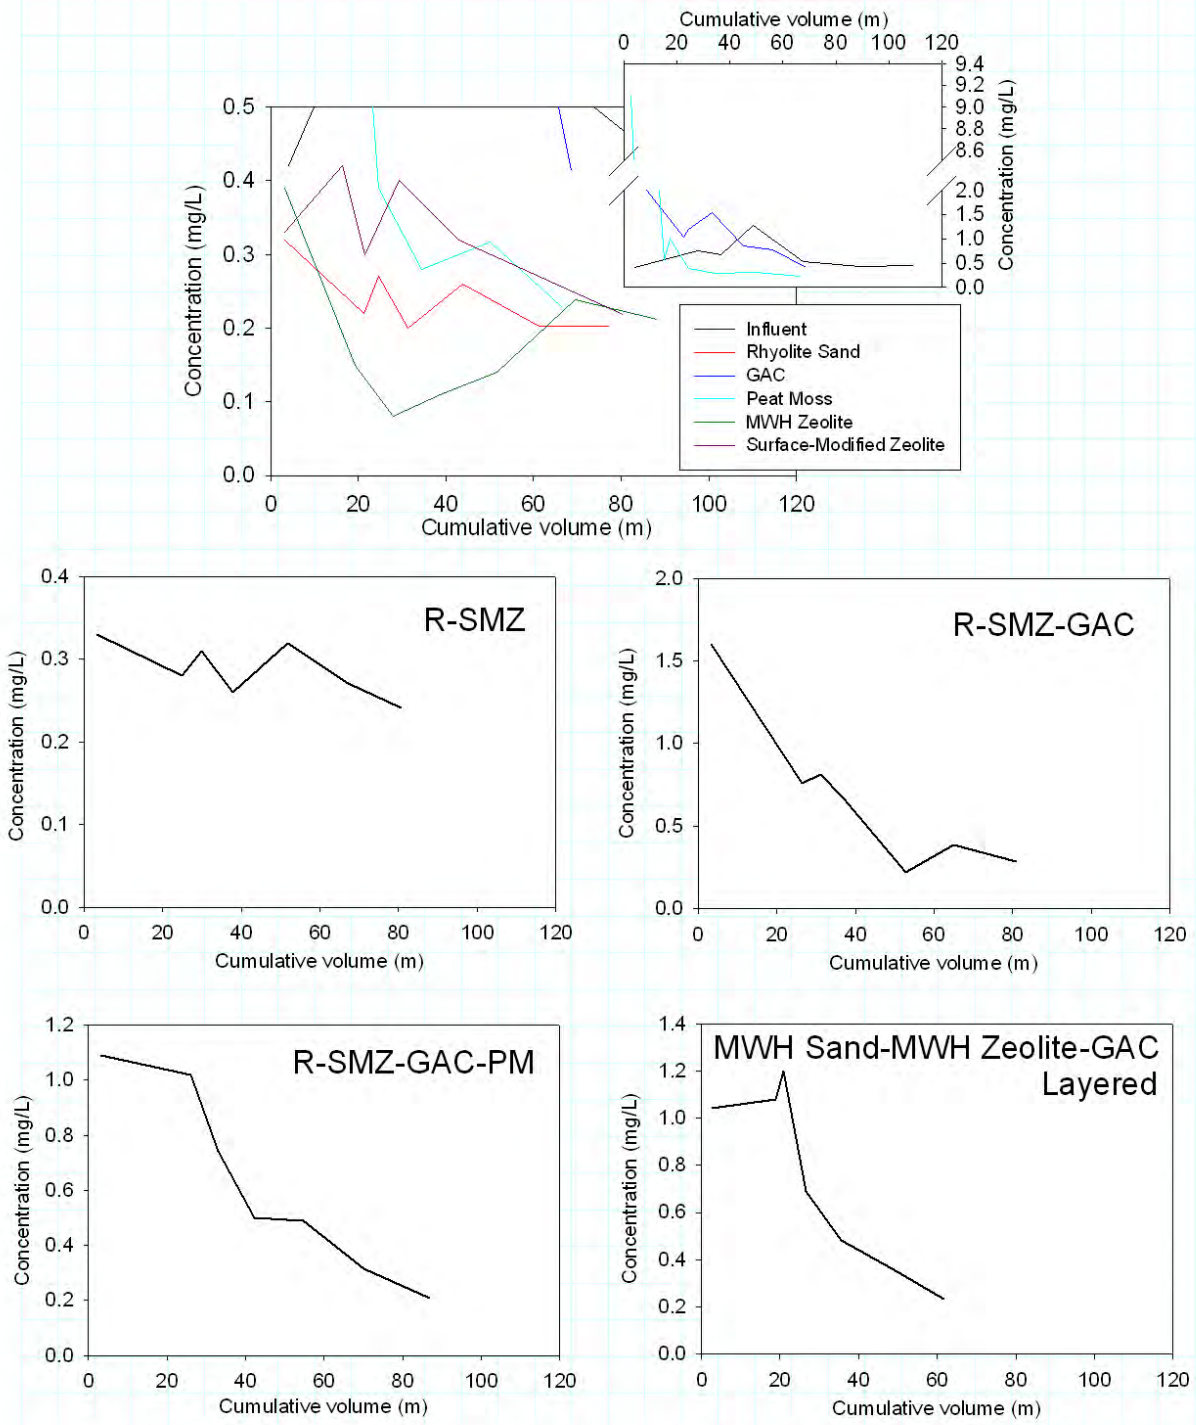 Cumulative volume (m)
0 20 40 60 80 100 120
9.4
9.2
9.0
8.8
8.6
2.0
1.5
1.0
0.5
0.0
Concentration (mg/L)
0.5
0.4
0.3
0.2
0.1
0.0
Concentration (mg/L)
Influent
Rhyolite Sand
GAC
Peat Moss
MWH Zeolite
Surface-Modified Zeolite
0 20 40 60 80 100 120
Cumulative volume (m)
R-SMZ
0.4
0.3
0.2
0.1
0.0
Concentration (mg/L)
0 20 40 60 80 100 120
Cumulative volume (m)
R-SMZ-GAC
2.0
1.5
1.0
0.5
0.0
Concentration (mg/L)
0 20 40 60 80 100 120
Cumulative volume (m)
R-SMZ-GAC-PM
1.2
1.0
0.8
0.6
0.4
0.2
0.0
Concentration (mg/L)
0 20 40 60 80 100 120
Cumulative volume (m)
MWH Sand-MWH Zeolite-GAC
Layered
1.4
1.2
1.0
0.8
0.6
0.4
0.2
0.0
Concentration (mg/L)
0 20 40 60 80 100 120
Cumulative volume (m)